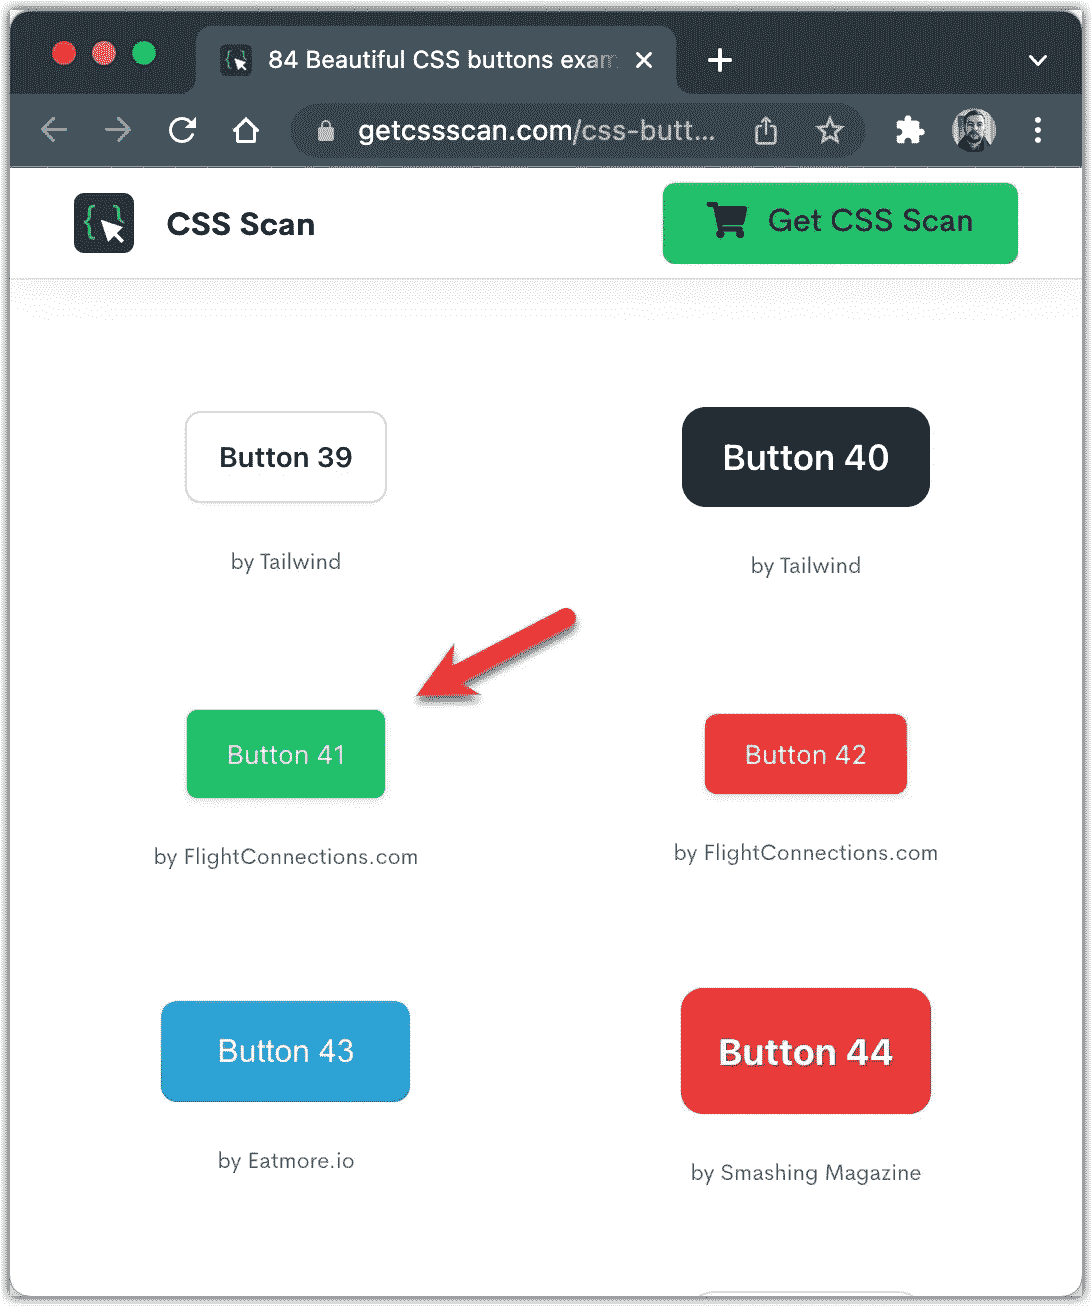 84 Beautiful CSS buttons exam
getcssscan.com/css-butt...
CSS Scan
Get CSS Scan
Button 39
Button 40
by Tailwind
by Tailwind
Button 41
Button 42
by FlightConnections.com
by FlightConnections.com
Button 43
Button 44
by Eatmore.io
by Smashing Magazine